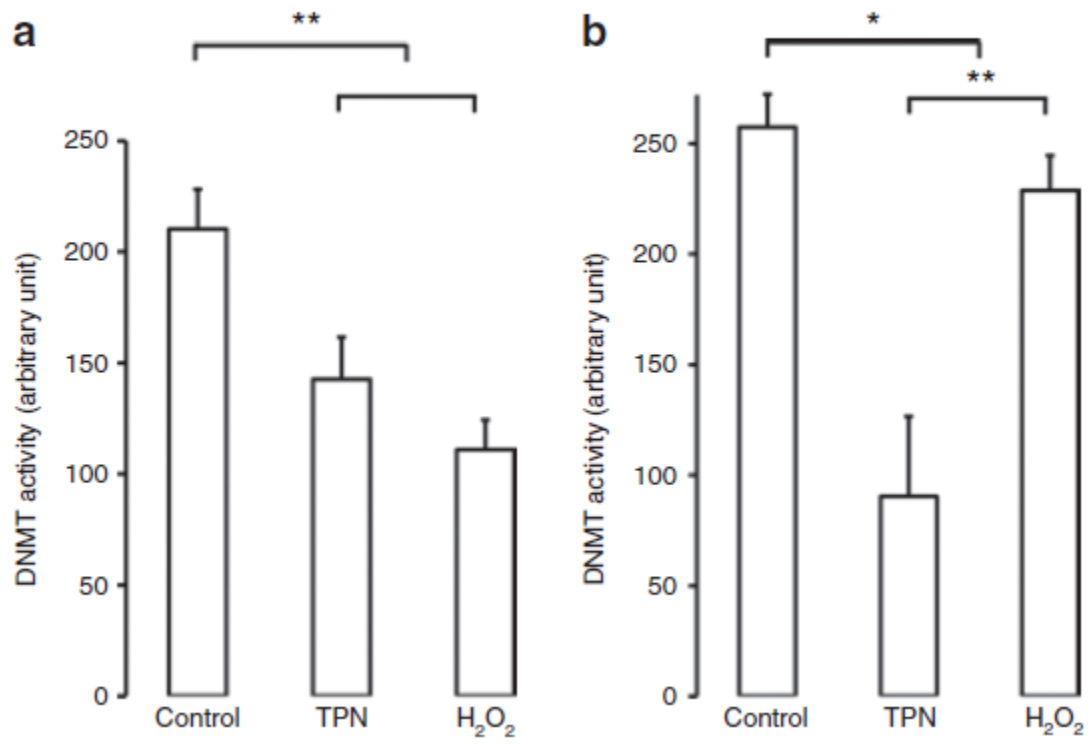 a
**
DNMT activity (arbitrary unit)
250
200
150
100
50
0
Control TPN H₂O₂
b
*
**
DNMT activity (arbitrary unit)
250
200
150
100
50
0
Control TPN H₂O₂